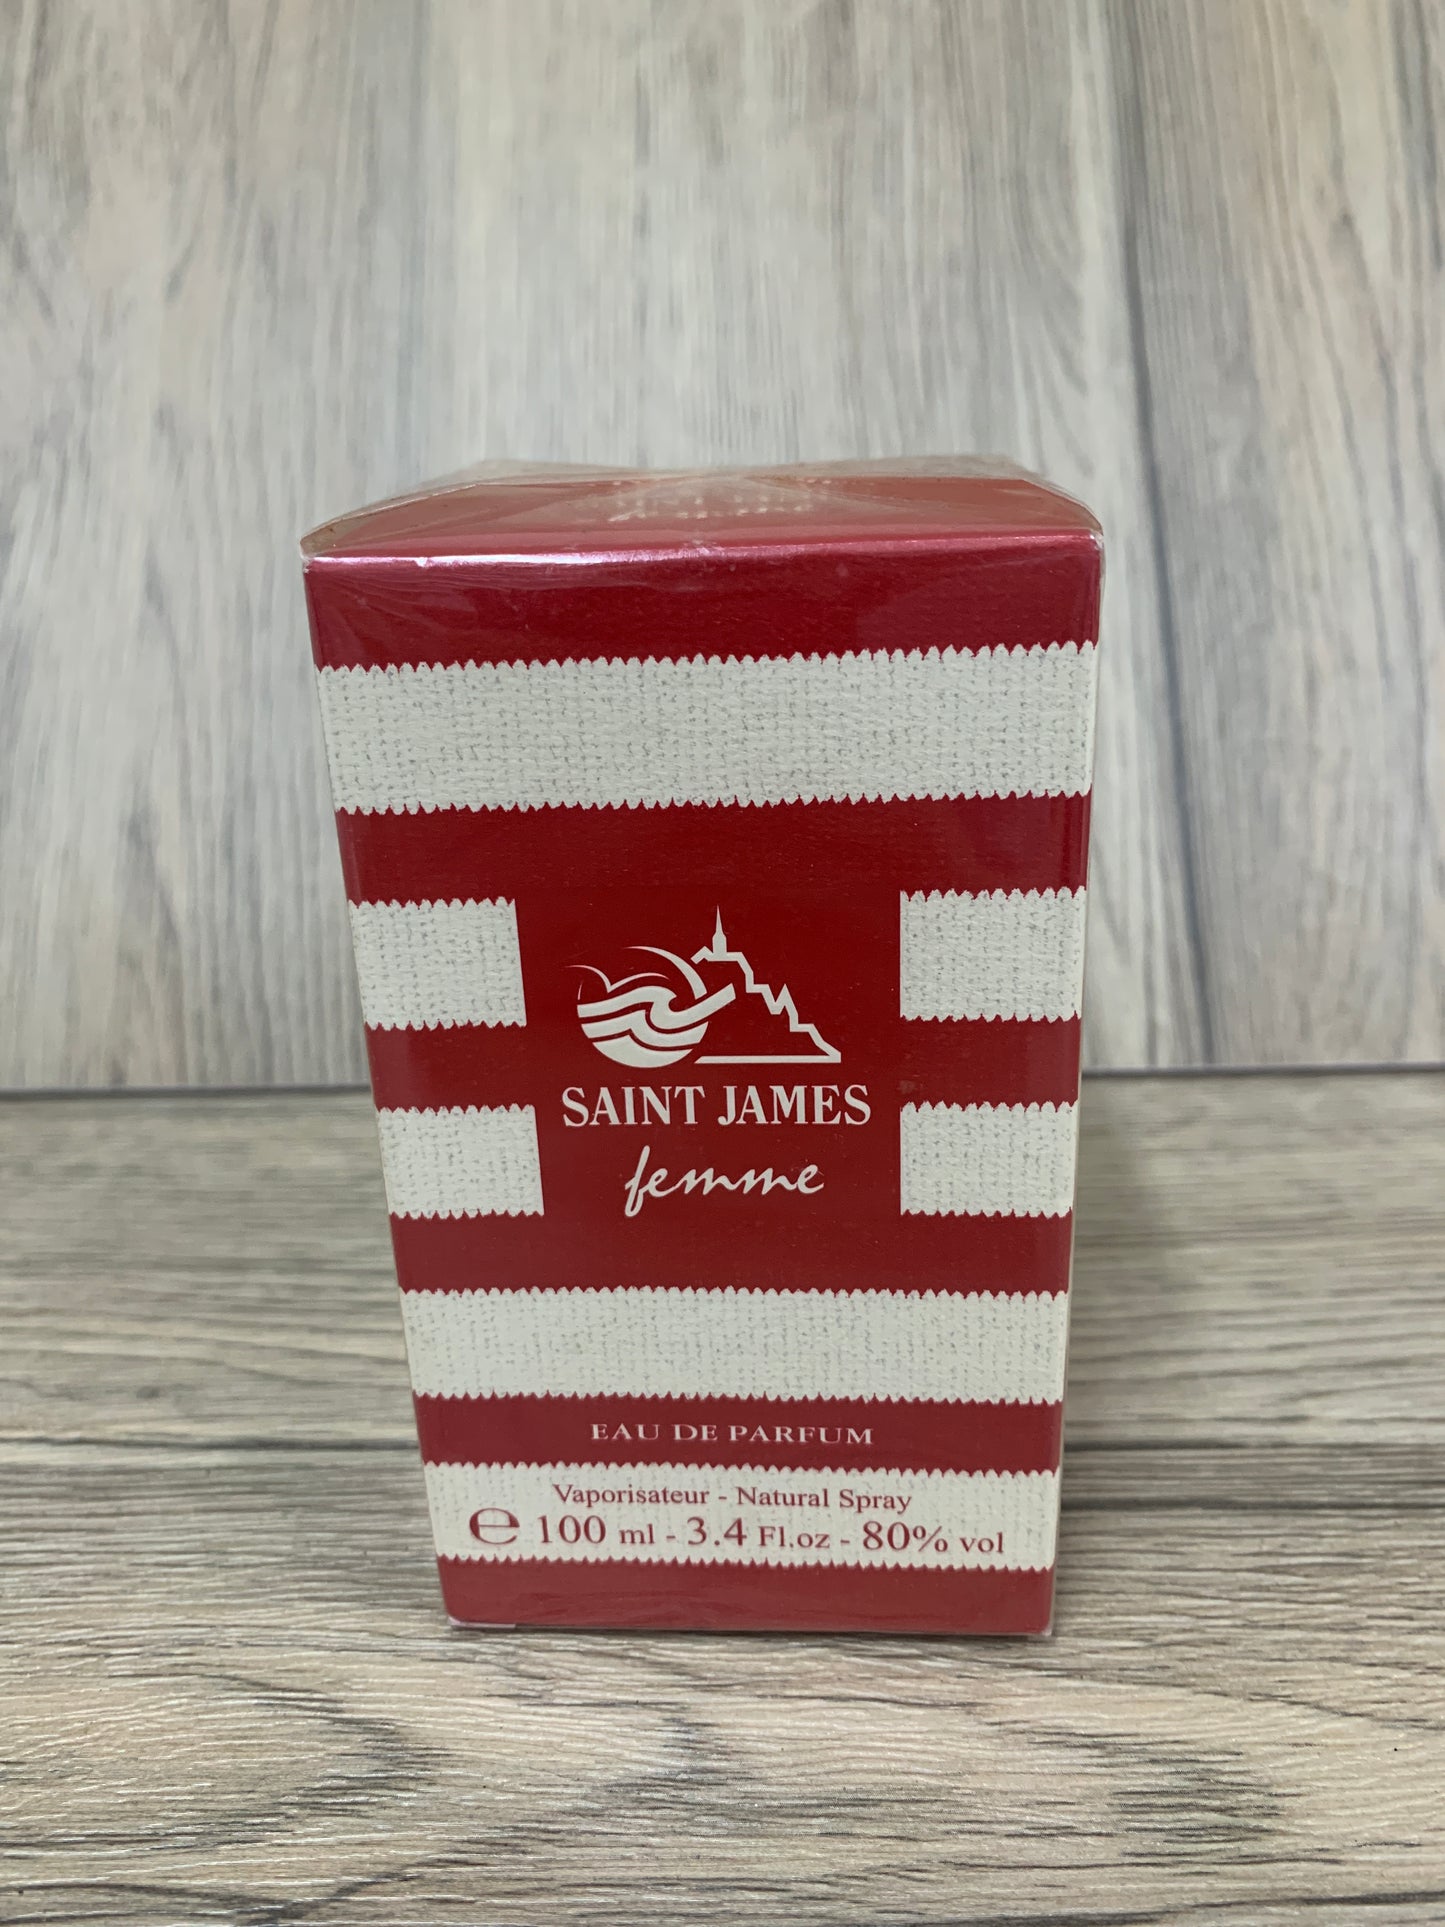 SAINT JAMES
femme
EAU DE PARFUM
Vaporisateur - Natural Spray
℮ 100 ml - 3.4 Fl.oz - 80% vol